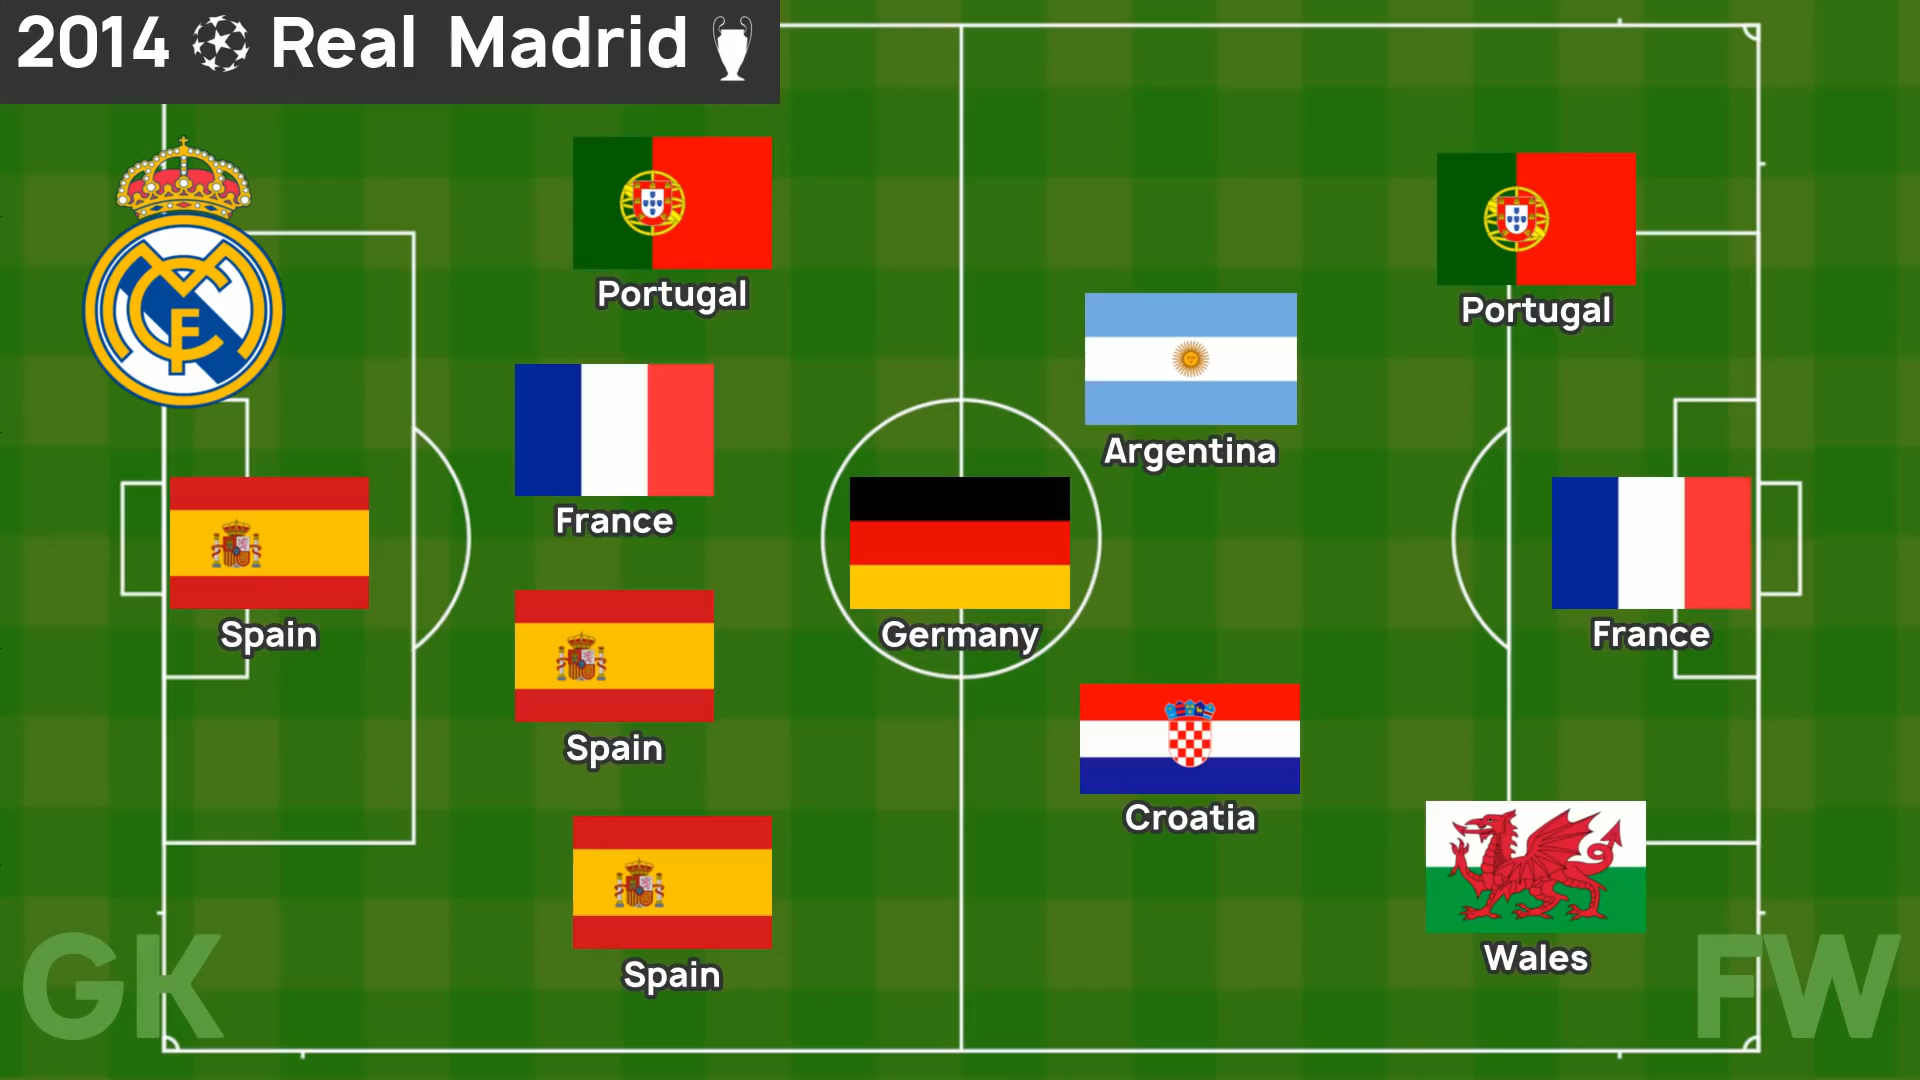 2014 Real Madrid
Portugal
Portugal
Argentina
France
Spain
Germany
France
Spain
Croatia
Spain
Wales
GK
FW